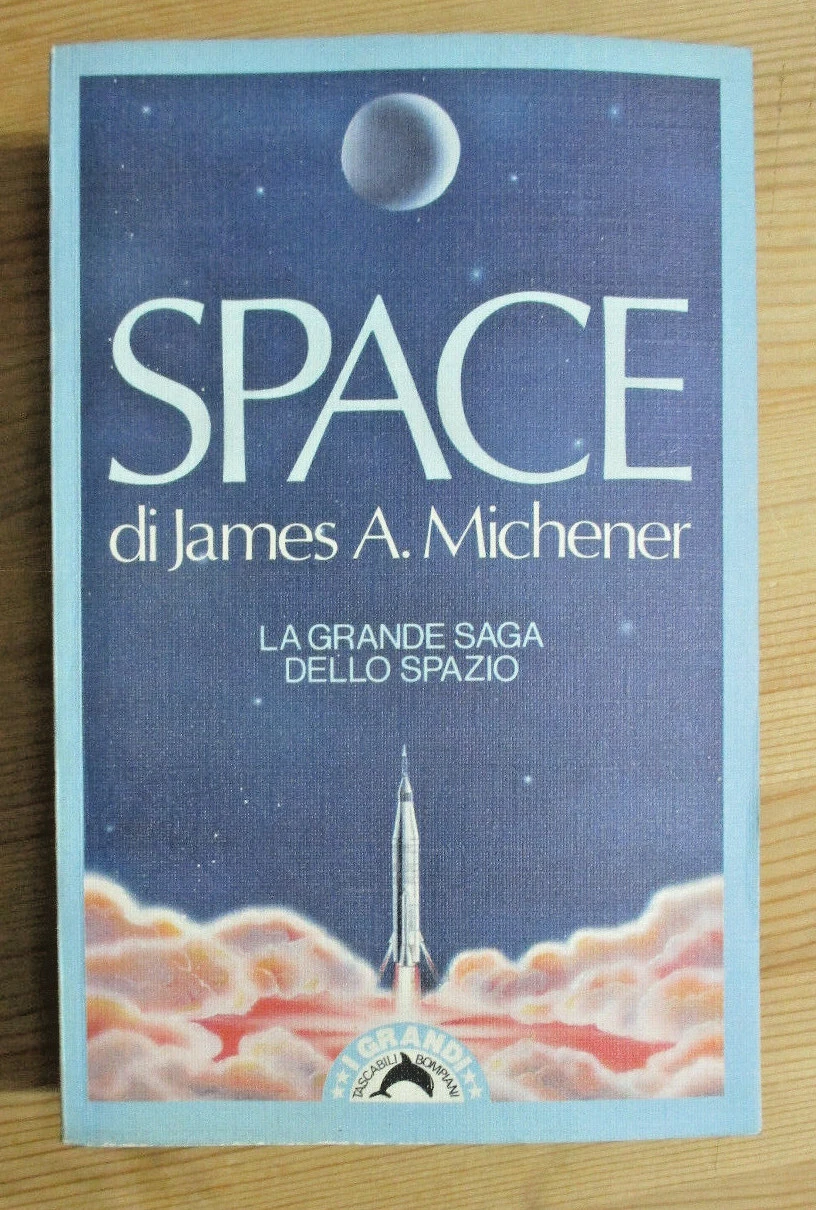 SPACE
di James A. Michener
LA GRANDE SAGA
DELLO SPAZIO
I GRANDI
TASCABILI BOMPIANI